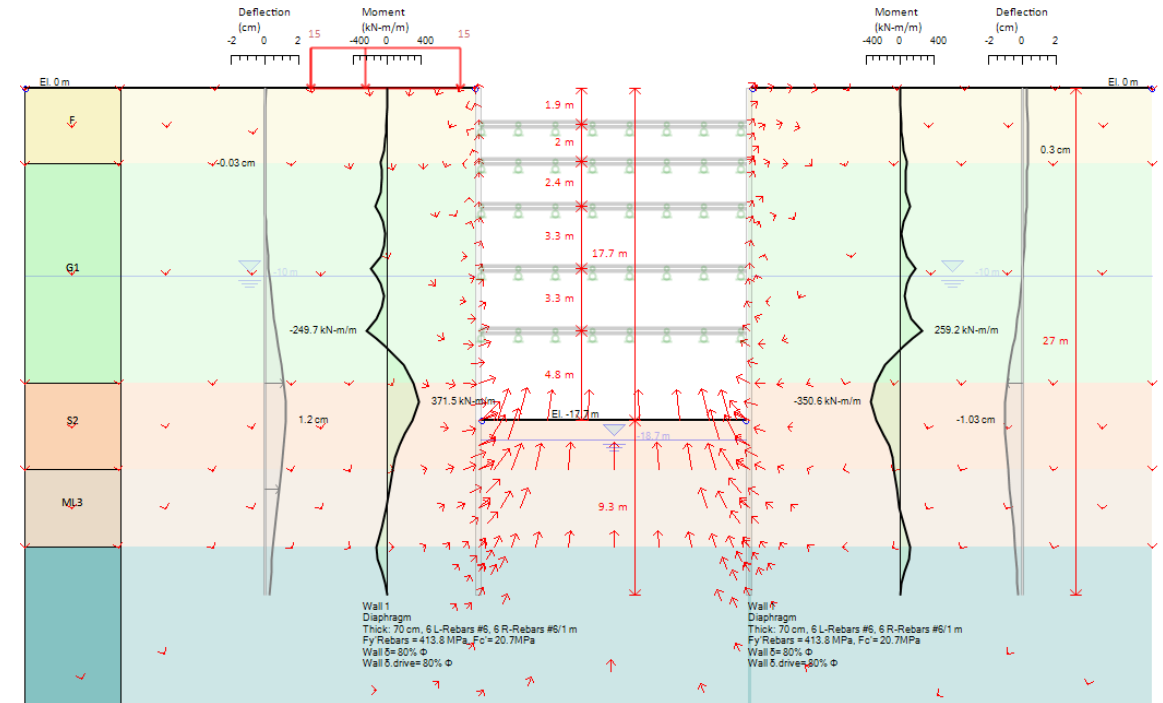 Deflection
(cm)
-2 0 2
15
Moment
(kN-m/m)
-400 0 400
15
Moment
(kN-m/m)
-400 0 400
Deflection
(cm)
-2 0 2
El. 0 m
El. 0 m
F
1.9 m
2 m
-0.03 cm
0.3 cm
2.4 m
3.3 m
17.7 m
G1
-10 m
-10 m
3.3 m
-249.7 kN-m/m
259.2 kN-m/m
27 m
4.8 m
371.5 kN-m/m
-350.6 kN-m/m
S2
1.2 cm
El. -17.7 m
-1.03 cm
-18.7 m
ML3
9.3 m
Wall 1
Diaphragm
Thick: 70 cm, 6 L-Rebars #6, 6 R-Rebars #6/1 m
Fy'Rebars = 413.8 MPa, Fc'= 20.7MPa
Wall δ= 80% Φ
Wall δ.drive= 80% Φ
Wall
Diaphragm
Thick: 70 cm, 6 L-Rebars #6, 6 R-Rebars #6/1 m
Fy'Rebars = 413.8 MPa, Fc'= 20.7MPa
Wall δ= 80% Φ
Wall δ.drive= 80% Φ